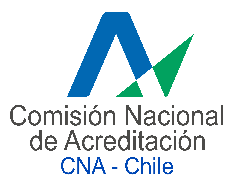 Comisión Nacional
de Acreditación
CNA - Chile